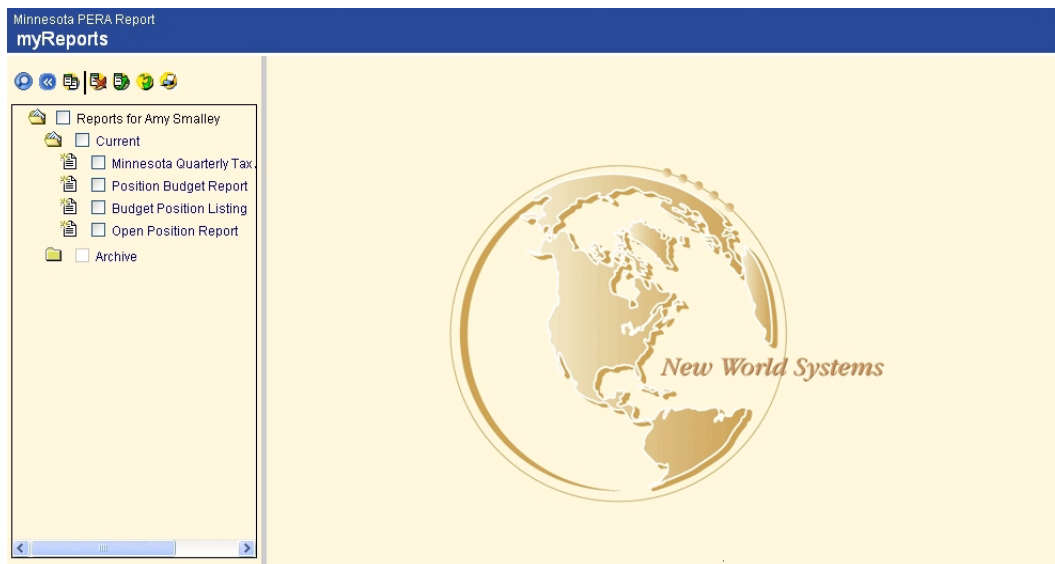 Minnesota PERA Report
myReports
Reports for Amy Smalley
Current
Minnesota Quarterly Tax
Position Budget Report
Budget Position Listing
Open Position Report
Archive
New World Systems